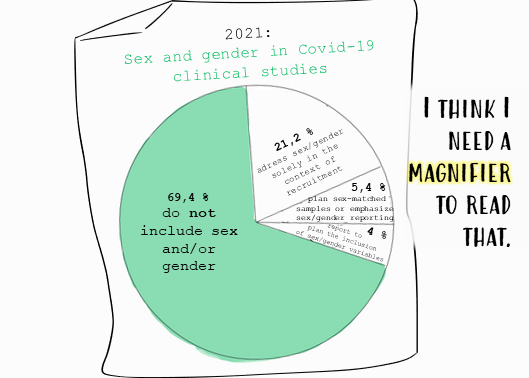 2021:
Sex and gender in Covid-19
clinical studies
21,2 %
adress sex/gender
solely in the
context of
recruitment
5,4 %
plan sex-matched
samples or emphasize
sex/gender reporting
4 %
report to
plan the inclusion
of sex/gender variables
69,4 %
do not
include sex
and/or
gender
I THINK I
NEED A
MAGNIFIER
TO READ
THAT.